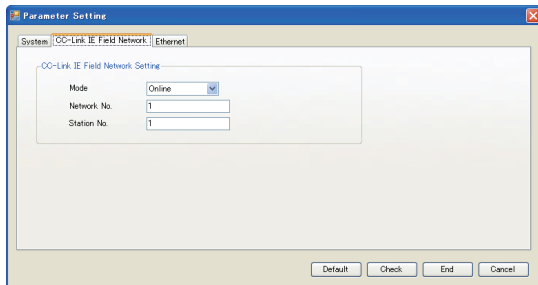 Parameter Setting
System CC-Link IE Field Network Ethernet
CC-Link IE Field Network Setting
Mode Online
Network No. 1
Station No. 1
Default Check End Cancel